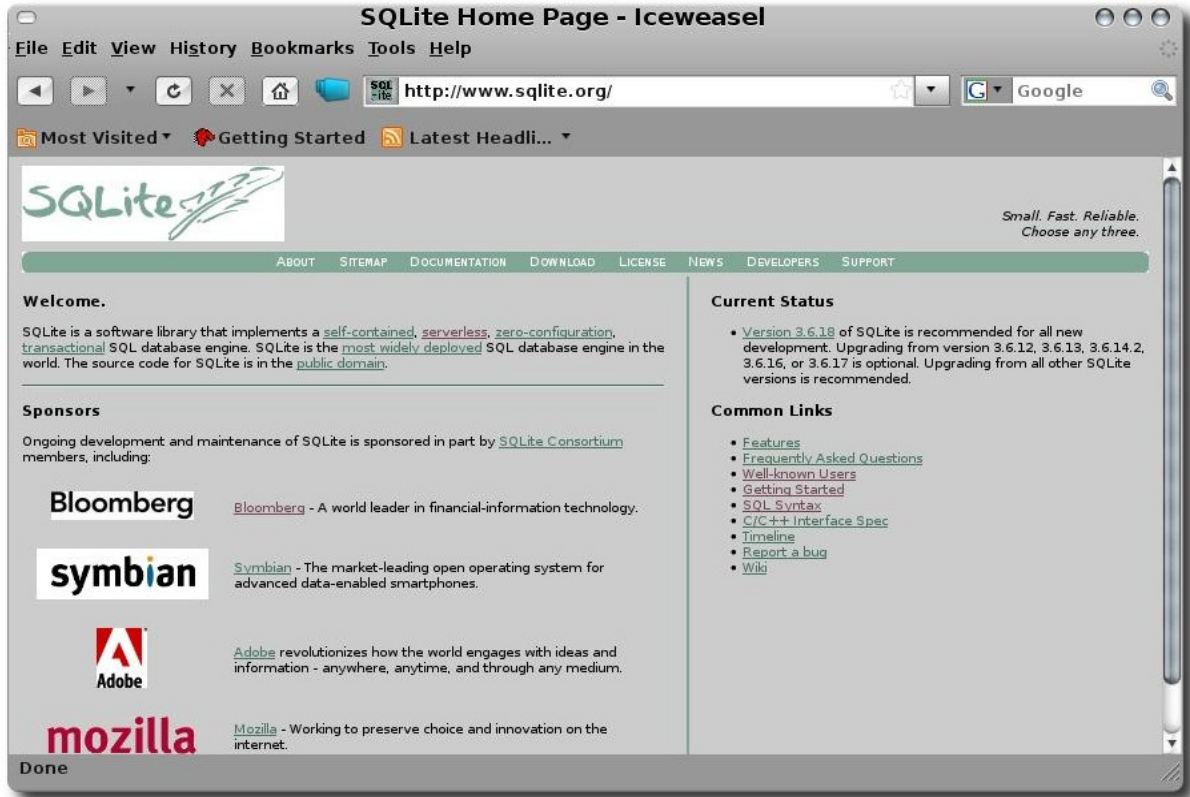 SQLite Home Page - Iceweasel
File Edit View History Bookmarks Tools Help
SQL
-ite
http://www.sqlite.org/
G
Google
Most Visited
Getting Started
Latest Headli...
SQLite
Small. Fast. Reliable.
Choose any three.
ABOUT SITEMAP DOCUMENTATION DOWNLOAD LICENSE NEWS DEVELOPERS SUPPORT
Welcome.
SQLite is a software library that implements a self-contained, serverless, zero-configuration,
transactional SQL database engine. SQLite is the most widely deployed SQL database engine in the
world. The source code for SQLite is in the public domain.
Sponsors
Ongoing development and maintenance of SQLite is sponsored in part by SQLite Consortium
members, including:
Bloomberg
Bloomberg - A world leader in financial-information technology.
symbian
Symbian - The market-leading open operating system for
advanced data-enabled smartphones.
Adobe
Adobe revolutionizes how the world engages with ideas and
information - anywhere, anytime, and through any medium.
mozilla
Mozilla - Working to preserve choice and innovation on the
internet.
Current Status
• Version 3.6.18 of SQLite is recommended for all new
development. Upgrading from version 3.6.12, 3.6.13, 3.6.14.2,
3.6.16, or 3.6.17 is optional. Upgrading from all other SQLite
versions is recommended.
Common Links
• Features
• Frequently Asked Questions
• Well-known Users
• Getting Started
• SQL Syntax
• C/C++ Interface Spec
• Timeline
• Report a bug
• Wiki
Done